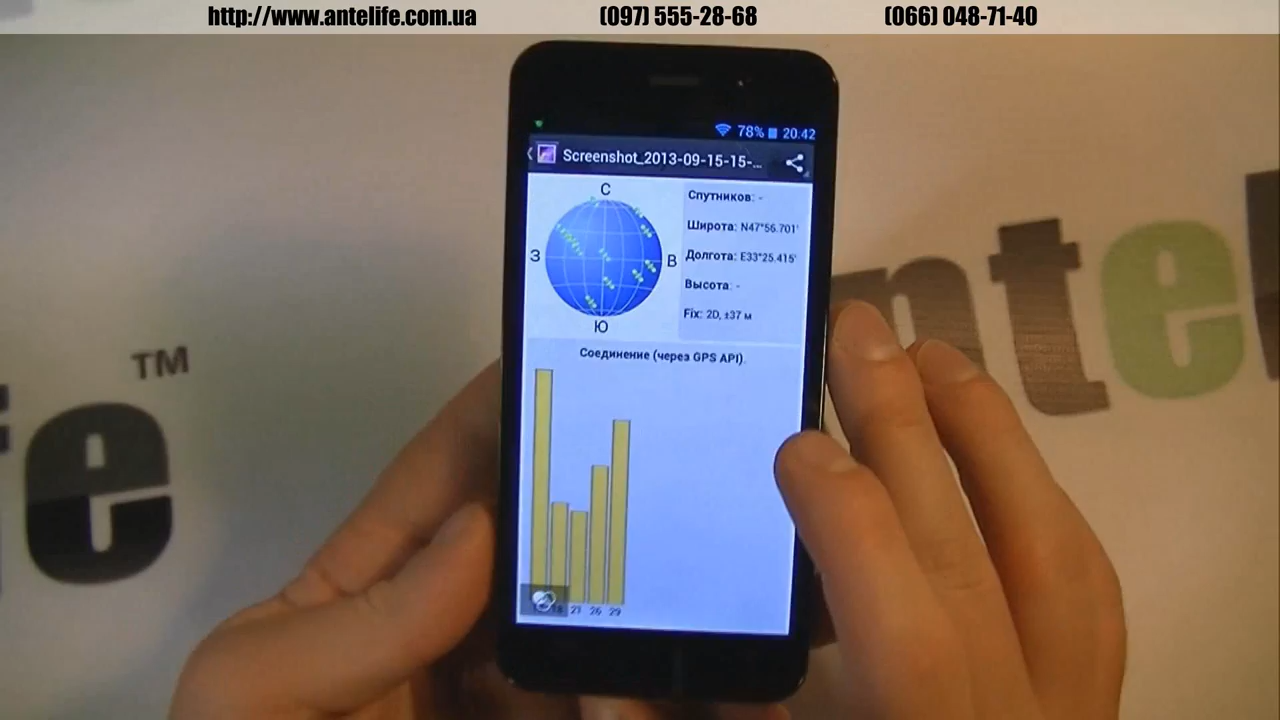 http://www.antelife.com.ua (097) 555-28-68 (066) 048-71-40
78% 20:42
Screenshot_2013-09-15-15-...
С
З
В
Ю
Спутников: -
Широта: N47°56.701'
Долгота: E33°25.415'
Высота: -
Fix: 2D, ±37 м
Соединение (через GPS API).
21 26 29
TM
fe
antel